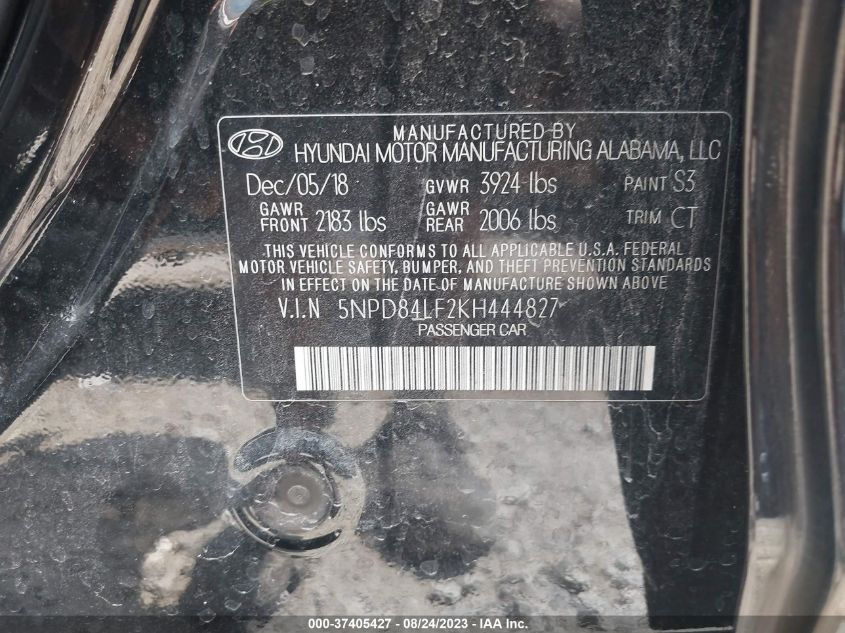 MANUFACTURED BY
HYUNDAI MOTOR MANUFACTURING ALABAMA, LLC
Dec/05/18 GVWR 3924 lbs PAINT S3
GAWR FRONT 2183 lbs GAWR REAR 2006 lbs TRIM CT
THIS VEHICLE CONFORMS TO ALL APPLICABLE U.S.A. FEDERAL
MOTOR VEHICLE SAFETY, BUMPER, AND THEFT PREVENTION STANDARDS
IN EFFECT ON THE DATE OF MANUFACTURE SHOWN ABOVE
V.I.N 5NPD84LF2KH444827
PASSENGER CAR
000-37405427 - 08/24/2023 - IAA Inc.